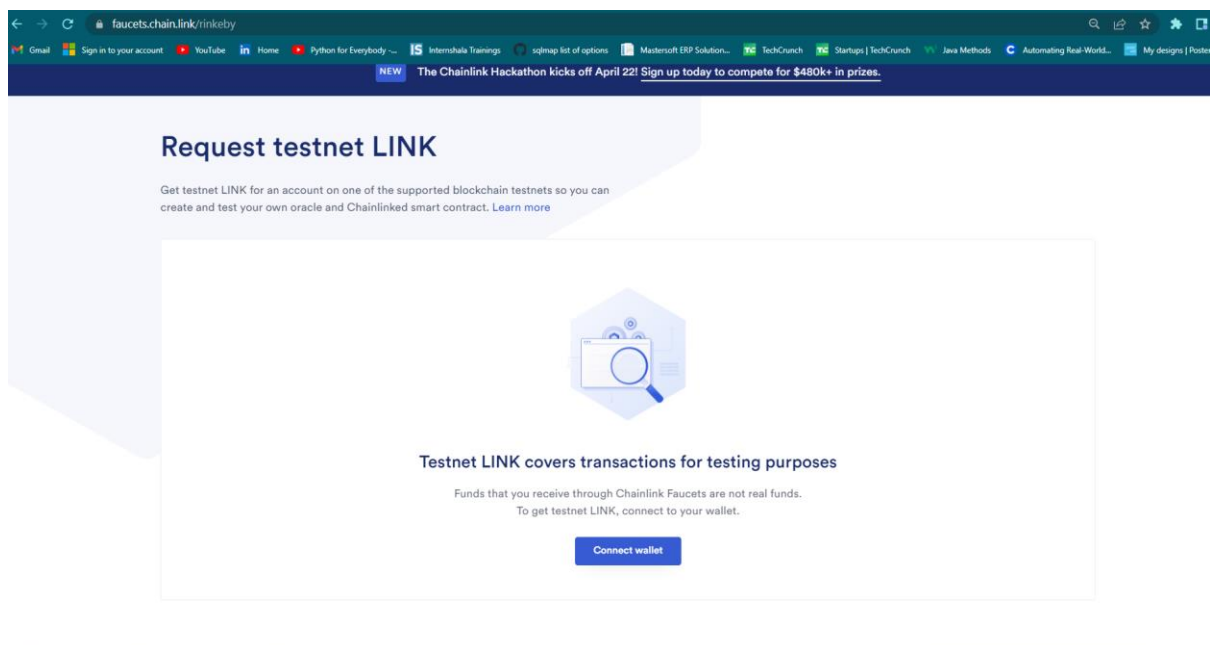 faucets.chain.link/rinkeby
Gmail Sign in to your account YouTube in Home Python for Everybody -... IS Internshala Trainings sqlmap list of options Mastersoft ERP Solution... TechCrunch Startups | TechCrunch Java Methods C Automating Real-World... My designs | Poster
NEW The Chainlink Hackathon kicks off April 22! Sign up today to compete for $480k+ in prizes.
Request testnet LINK
Get testnet LINK for an account on one of the supported blockchain testnets so you can
create and test your own oracle and Chainlinked smart contract. Learn more
Testnet LINK covers transactions for testing purposes
Funds that you receive through Chainlink Faucets are not real funds.
To get testnet LINK, connect to your wallet.
Connect wallet